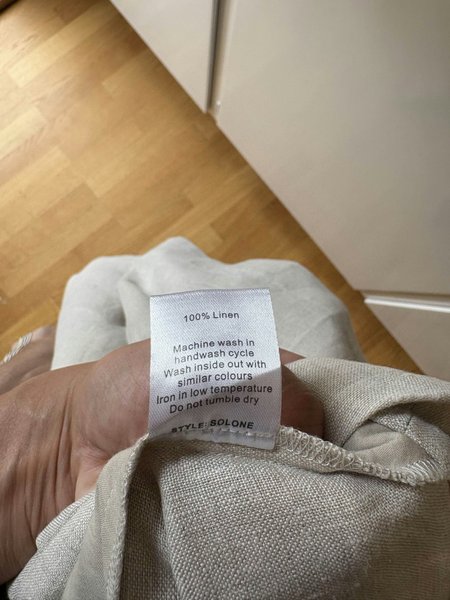 100% Linen
Machine wash in
handwash cycle
Wash inside out with
similar colours
Iron in low temperature
Do not tumble dry
STYLE: SOLONE